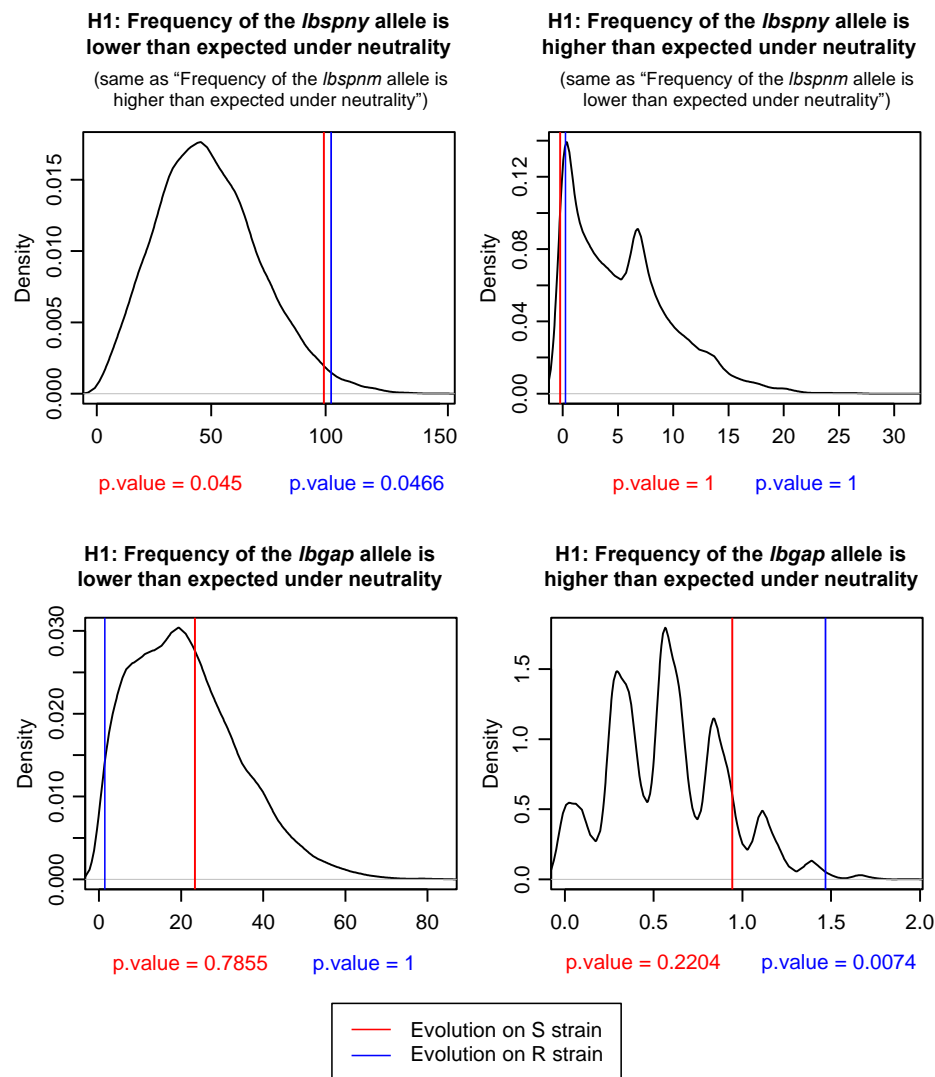 H1: Frequency of the lbspny allele is
lower than expected under neutrality
(same as “Frequency of the lbspnm allele is
higher than expected under neutrality”)
Density
0.000 0.005 0.010 0.015
0 50 100 150
p.value = 0.045 p.value = 0.0466
H1: Frequency of the lbspny allele is
higher than expected under neutrality
(same as “Frequency of the lbspnm allele is
lower than expected under neutrality”)
Density
0.00 0.04 0.08 0.12
0 5 10 15 20 25 30
p.value = 1 p.value = 1
H1: Frequency of the lbgap allele is
lower than expected under neutrality
Density
0.000 0.010 0.020 0.030
0 20 40 60 80
p.value = 0.7855 p.value = 1
H1: Frequency of the lbgap allele is
higher than expected under neutrality
Density
0.0 0.5 1.0 1.5
0.0 0.5 1.0 1.5 2.0
p.value = 0.2204 p.value = 0.0074
Evolution on S strain
Evolution on R strain